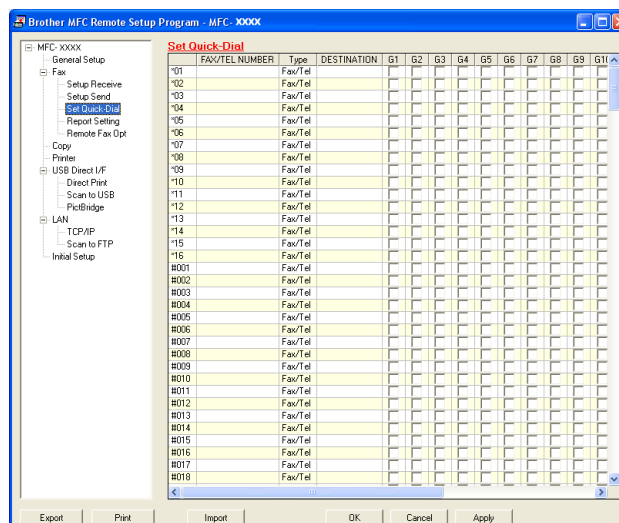 Brother MFC Remote Setup Program - MFC- XXXX
MFC- XXXX
General Setup
Fax
Setup Receive
Setup Send
Set Quick-Dial
Report Setting
Remote Fax Opt
Copy
Printer
USB Direct I/F
Direct Print
Scan to USB
PictBridge
LAN
TCP/IP
Scan to FTP
Initial Setup
Set Quick-Dial
FAX/TEL NUMBER Type DESTINATION G1 G2 G3 G4 G5 G6 G7 G8 G9 G10
*01 Fax/Tel
*02 Fax/Tel
*03 Fax/Tel
*04 Fax/Tel
*05 Fax/Tel
*06 Fax/Tel
*07 Fax/Tel
*08 Fax/Tel
*09 Fax/Tel
*10 Fax/Tel
*11 Fax/Tel
*12 Fax/Tel
*13 Fax/Tel
*14 Fax/Tel
*15 Fax/Tel
*16 Fax/Tel
#001 Fax/Tel
#002 Fax/Tel
#003 Fax/Tel
#004 Fax/Tel
#005 Fax/Tel
#006 Fax/Tel
#007 Fax/Tel
#008 Fax/Tel
#009 Fax/Tel
#010 Fax/Tel
#011 Fax/Tel
#012 Fax/Tel
#013 Fax/Tel
#014 Fax/Tel
#015 Fax/Tel
#016 Fax/Tel
#017 Fax/Tel
#018 Fax/Tel
Export Print Import OK Cancel Apply